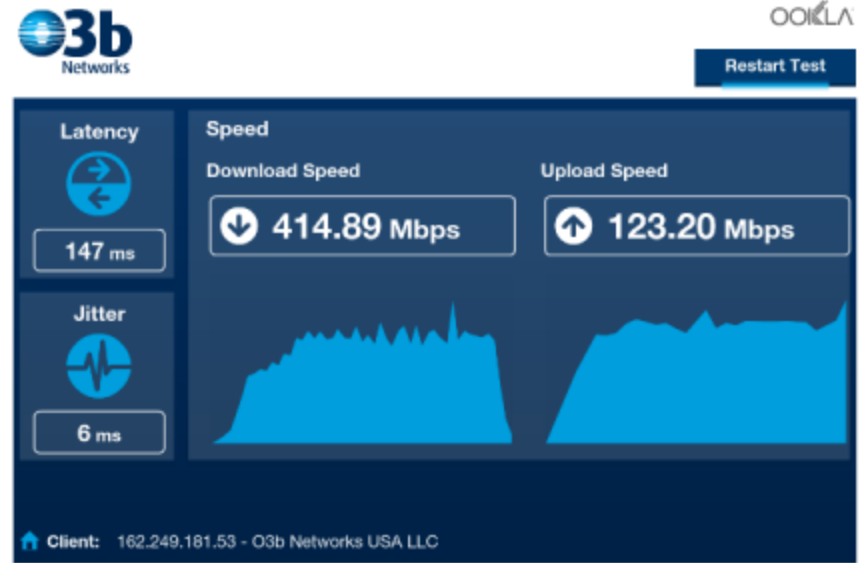 O3b
Networks
OOKLA
Restart Test
Latency
147 ms
Jitter
6 ms
Speed
Download Speed
414.89 Mbps
Upload Speed
123.20 Mbps
Client: 162.249.181.53 - O3b Networks USA LLC